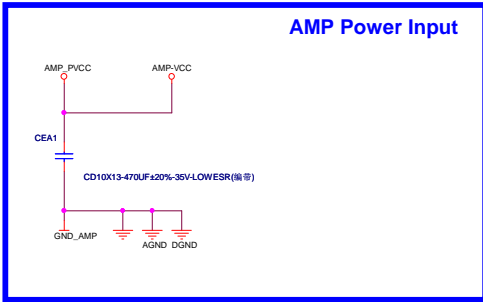 AMP Power Input
AMP_PVCC
AMP-VCC
CEA1
CD10X13-470UF±20%-35V-LOWESR(编带)
GND_AMP
AGND
DGND